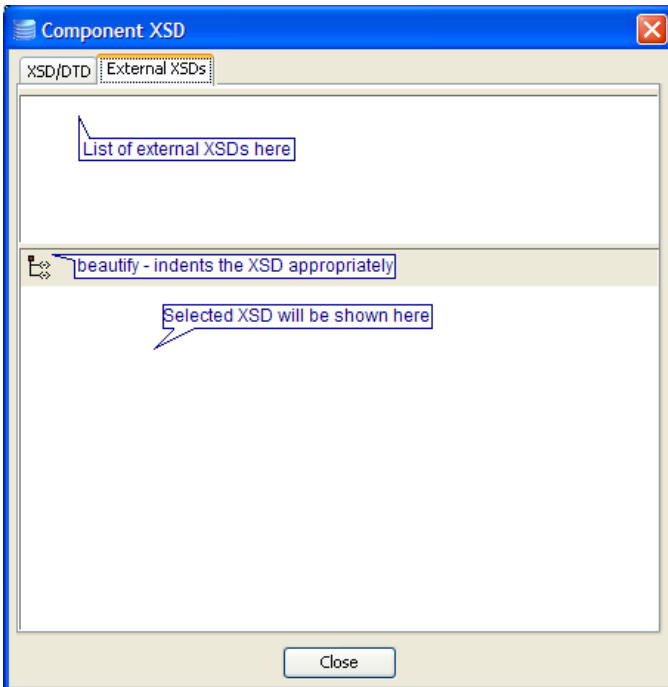 Component XSD
XSD/DTD External XSDs
List of external XSDs here
beautify - indents the XSD appropriately
Selected XSD will be shown here
Close